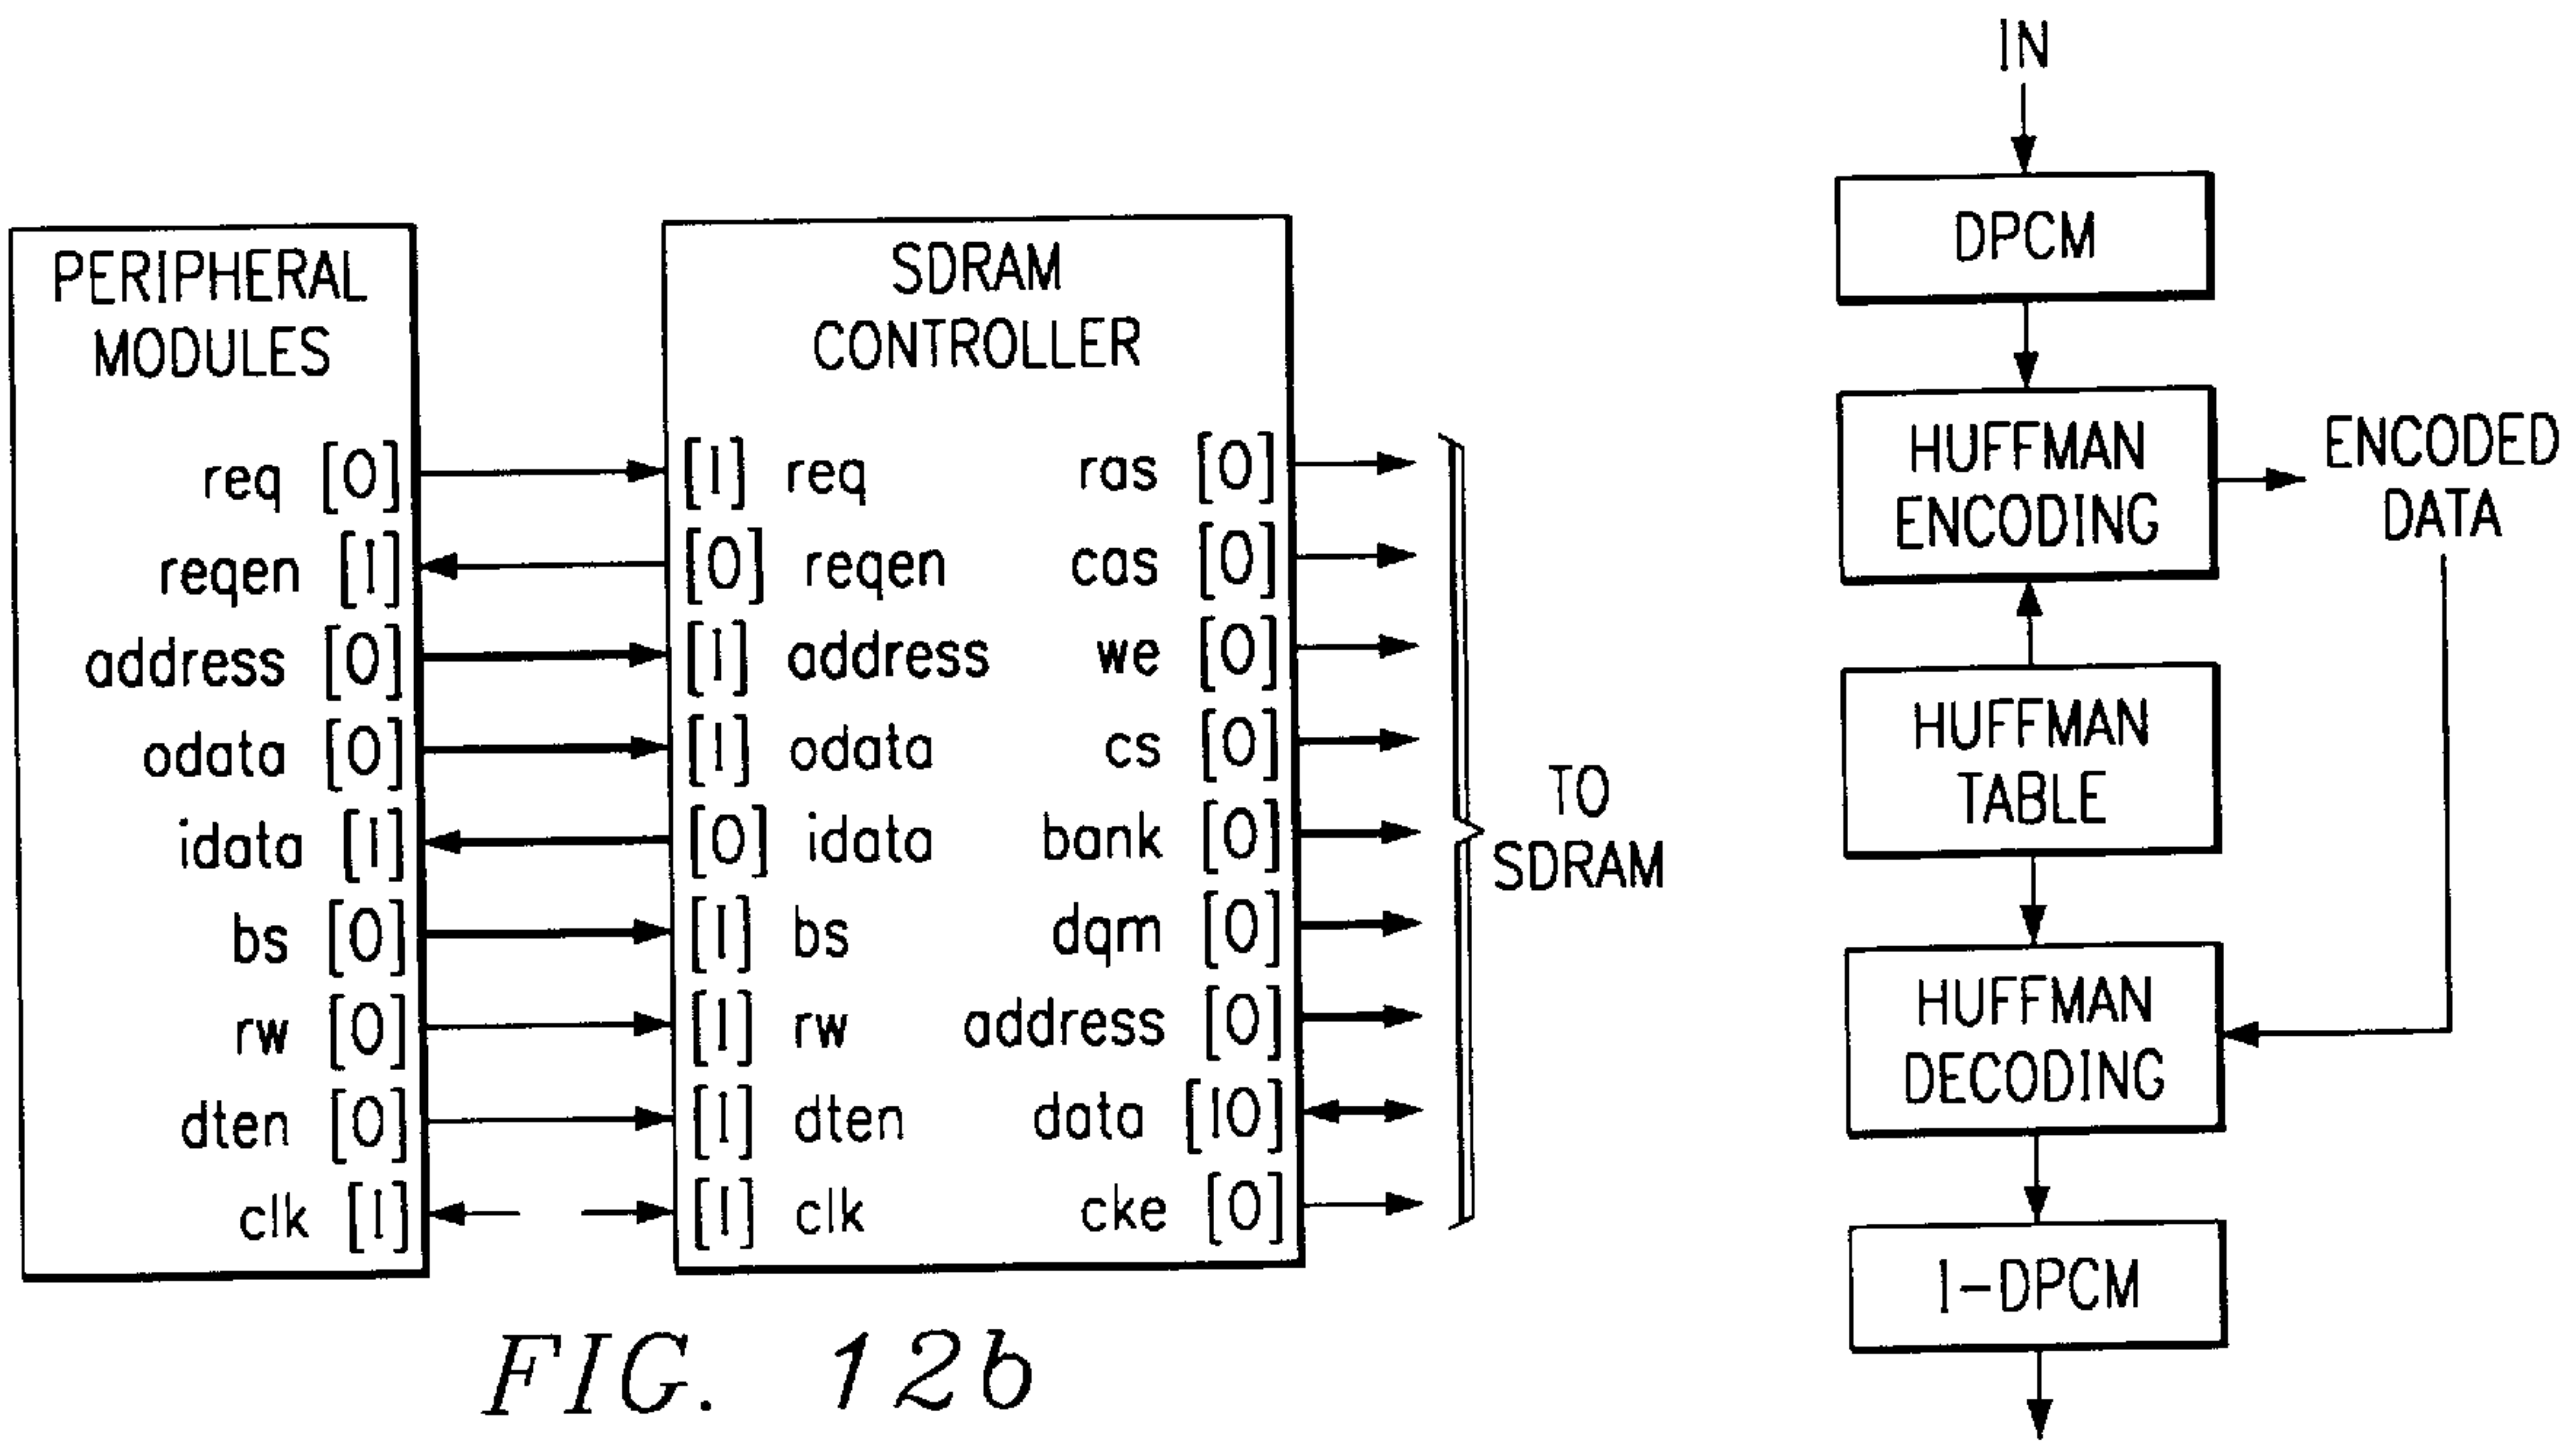 PERIPHERAL
MODULES
req [O]
reqen [I]
address [O]
odata [O]
idata [I]
bs [O]
rw [O]
dten [O]
clk [I]
SDRAM
CONTROLLER
[I] req
[O] reqen
[I] address
[I] odata
[O] idata
[I] bs
[I] rw
[I] dten
[I] clk
ras [O]
cas [O]
we [O]
cs [O]
bank [O]
dqm [O]
address [O]
data [IO]
cke [O]
TO
SDRAM
FIG. 12b
IN
DPCM
HUFFMAN
ENCODING
ENCODED
DATA
HUFFMAN
TABLE
HUFFMAN
DECODING
I-DPCM